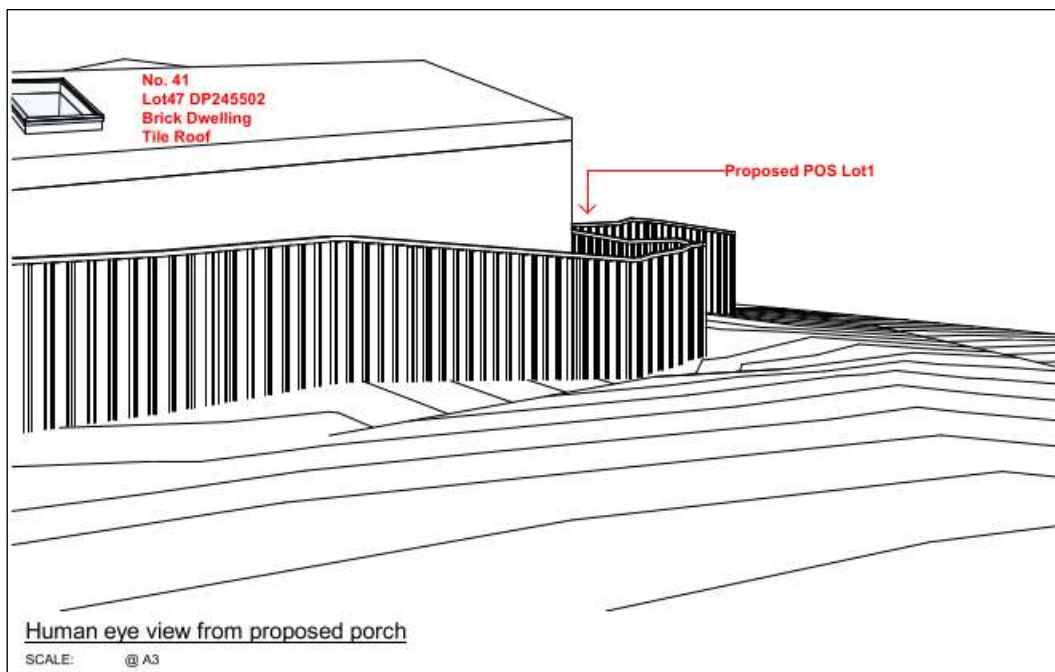 No. 41
Lot47 DP245502
Brick Dwelling
Tile Roof
Proposed POS Lot1
Human eye view from proposed porch
SCALE: @ A3